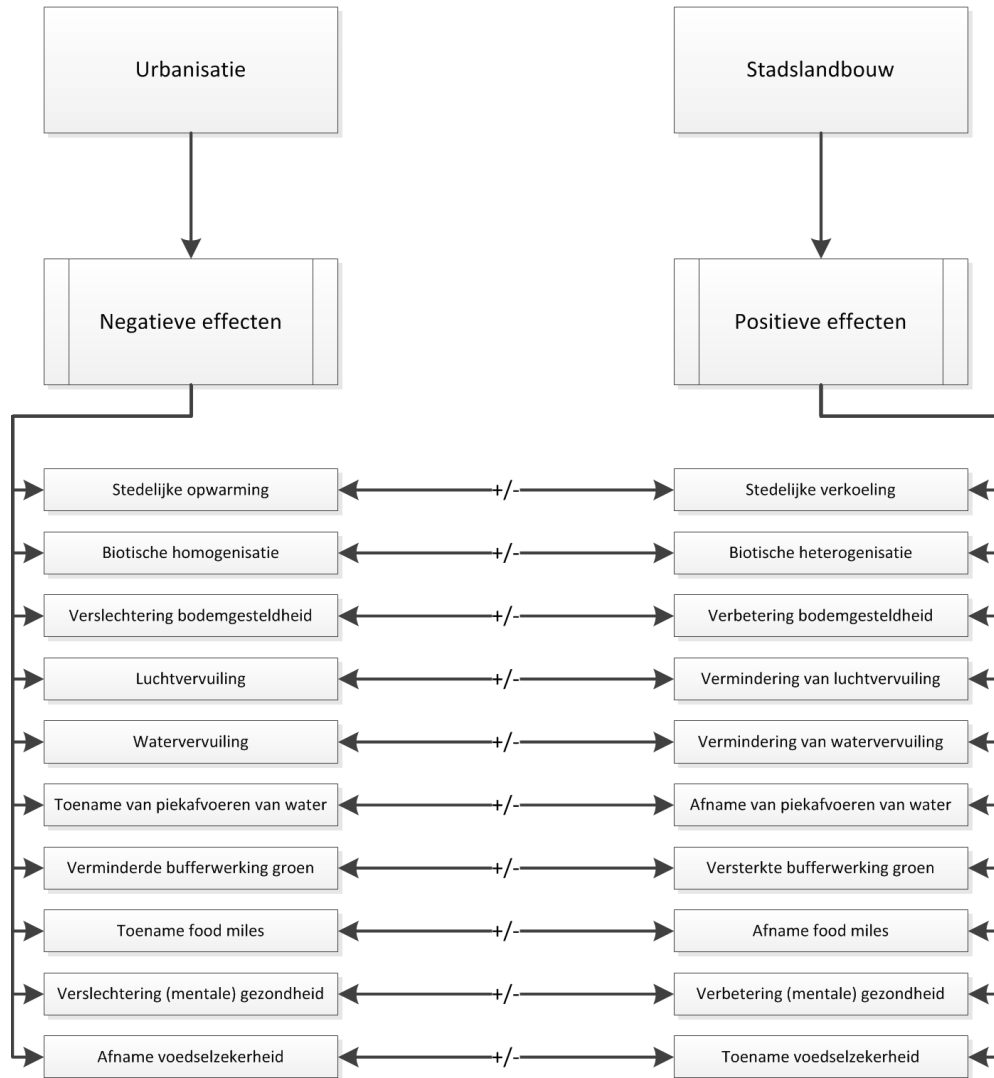 Urbanisatie
Stadslandbouw
Negatieve effecten
Positieve effecten
Stedelijke opwarming
+/-
Stedelijke verkoeling
Biotische homogenisatie
+/-
Biotische heterogenisatie
Verslechtering bodemgesteldheid
+/-
Verbetering bodemgesteldheid
Luchtvervuiling
+/-
Vermindering van luchtvervuiling
Watervervuiling
+/-
Vermindering van watervervuiling
Toename van piekafvoeren van water
+/-
Afname van piekafvoeren van water
Verminderde bufferwerking groen
+/-
Versterkte bufferwerking groen
Toename food miles
+/-
Afname food miles
Verslechtering (mentale) gezondheid
+/-
Verbetering (mentale) gezondheid
Afname voedselzekerheid
+/-
Toename voedselzekerheid